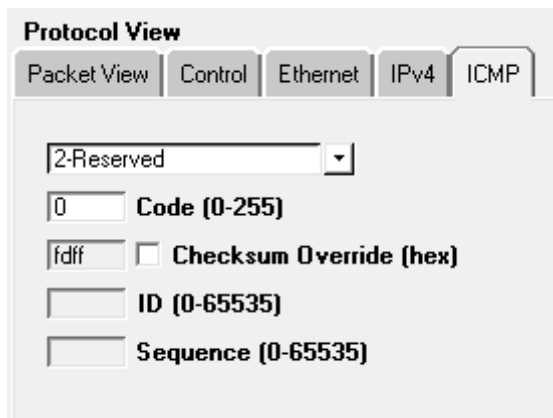 Protocol View
Packet View Control Ethernet IPv4 ICMP
2-Reserved
0 Code (0-255)
fdff Checksum Override (hex)
ID (0-65535)
Sequence (0-65535)